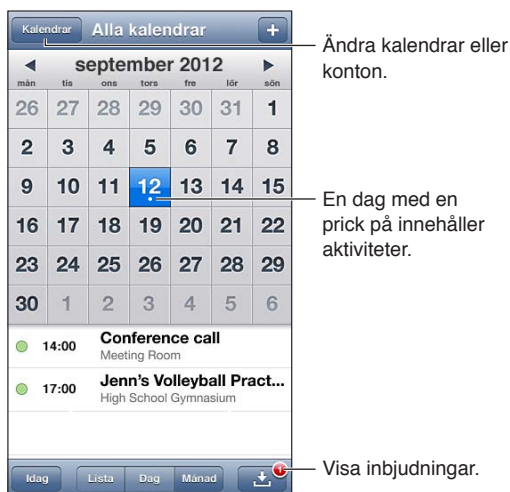 Kalendrar Alla kalendrar +
Ändra kalendrar eller
konton.
september 2012
mån tis ons tors fre lör sön
26 27 28 29 30 31 1
2 3 4 5 6 7 8
9 10 11 12 13 14 15
En dag med en
prick på innehåller
aktiviteter.
16 17 18 19 20 21 22
23 24 25 26 27 28 29
30 1 2 3 4 5 6
14:00 Conference call
Meeting Room
17:00 Jenn's Volleyball Pract...
High School Gymnasium
Idag Lista Dag Månad 1
Visa inbjudningar.